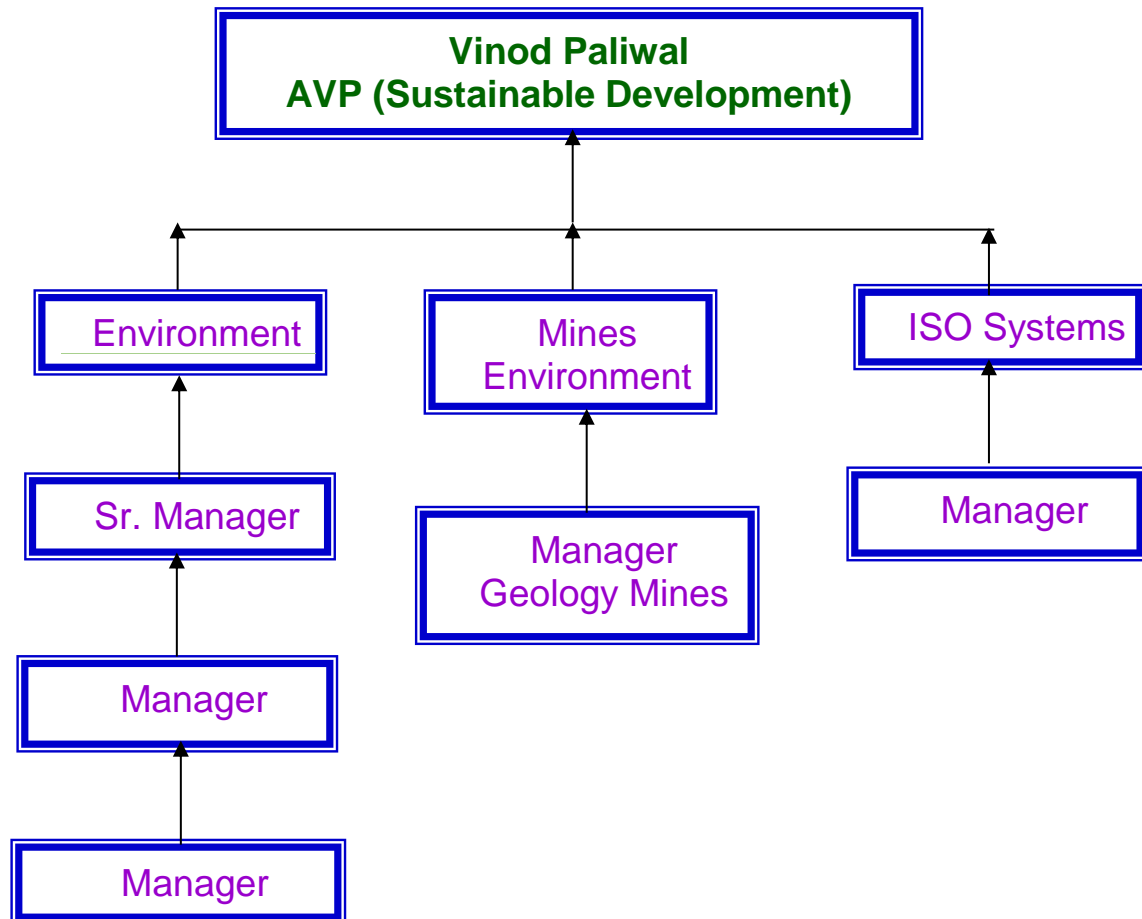 Vinod Paliwal
AVP (Sustainable Development)
Environment
Mines
Environment
ISO Systems
Sr. Manager
Manager
Geology Mines
Manager
Manager
Manager